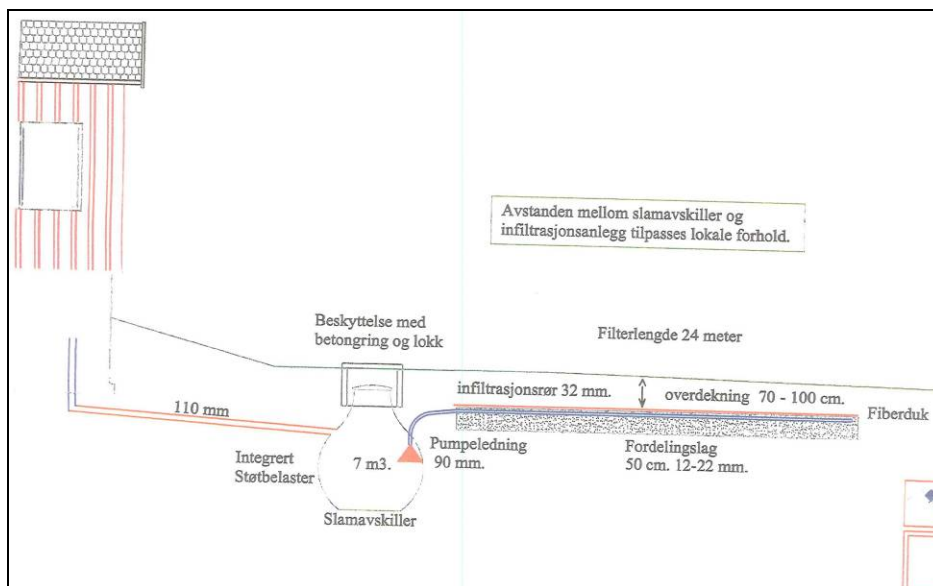 Avstanden mellom slamavskiller og
infiltrasjonsanlegg tilpasses lokale forhold.
Beskyttelse med
betongring og lokk
Filterlengde 24 meter
infiltrasjonsrør 32 mm.
overdekning 70 - 100 cm.
Fiberduk
110 mm
Integrert
Støtbelaster
7 m3.
Pumpeledning
90 mm.
Fordelingslag
50 cm. 12-22 mm.
Slamavskiller